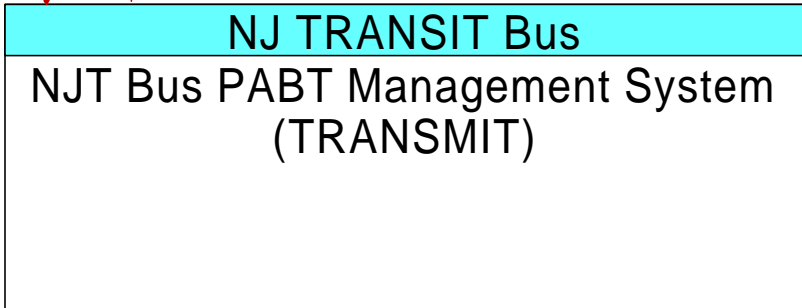 NJ TRANSIT Bus
NJT Bus PABT Management System
(TRANSMIT)